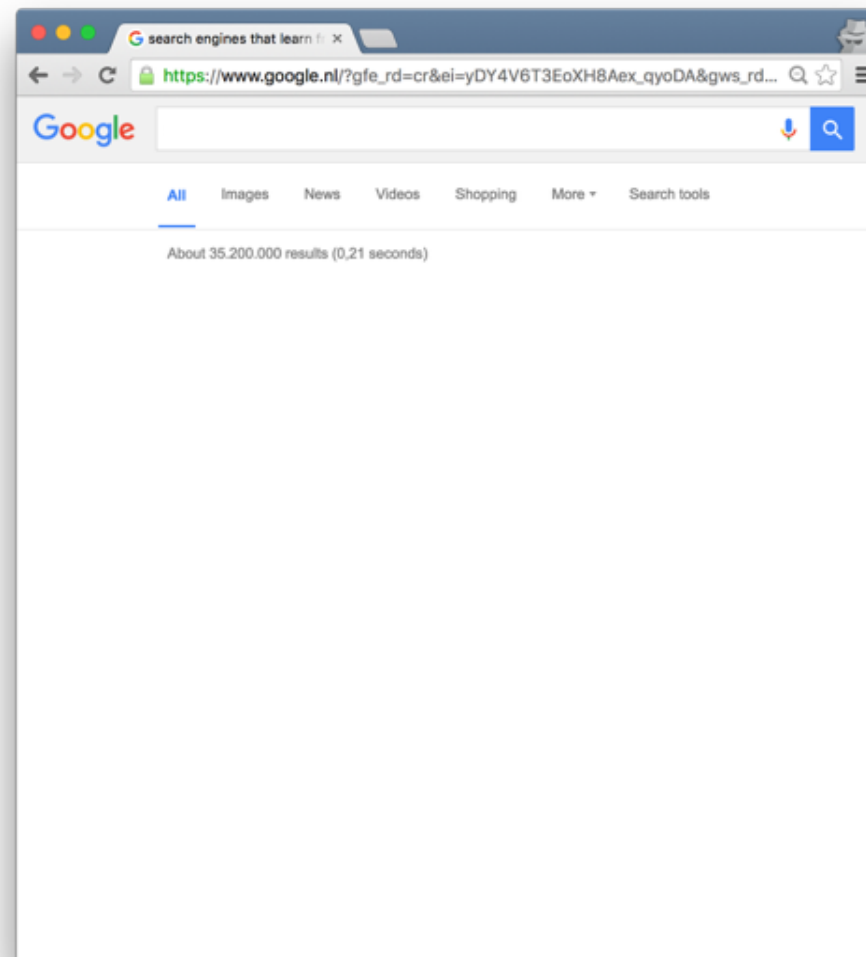 search engines that learn fr
https://www.google.nl/?gfe_rd=cr&ei=yDY4V6T3EoXH8Aex_qyoDA&gws_rd...
Google
All Images News Videos Shopping More Search tools
About 35.200.000 results (0,21 seconds)